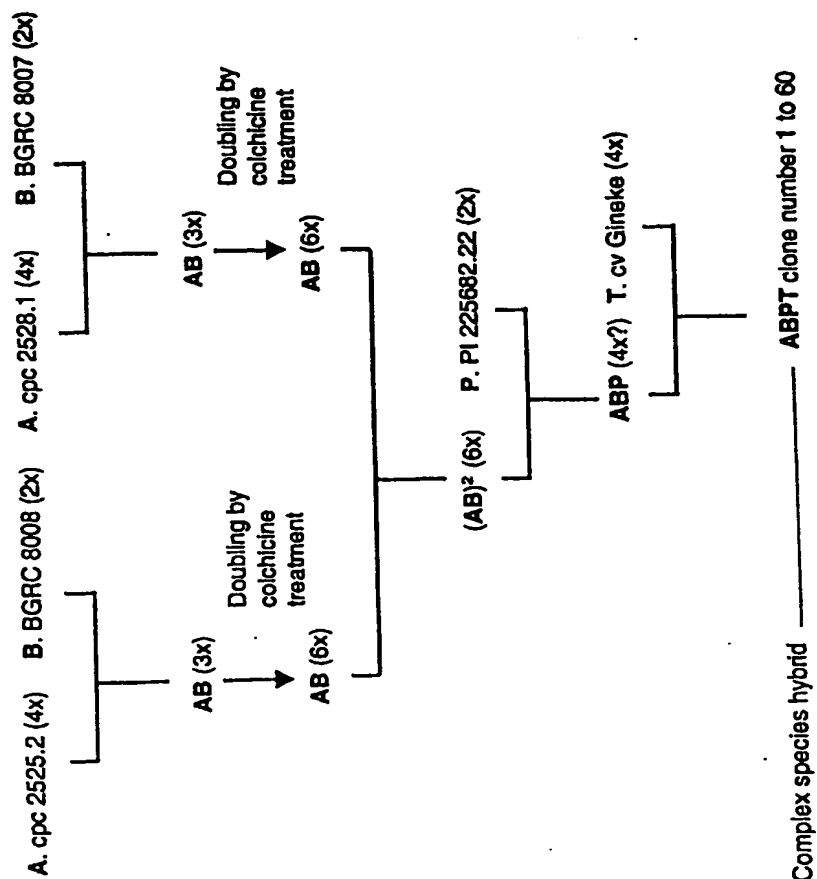 A. cpc 2525.2 (4x)
B. BGRC 8008 (2x)
A. cpc 2528.1 (4x)
B. BGRC 8007 (2x)
AB (3x)
Doubling by
colchicine
treatment
AB (6x)
AB (3x)
Doubling by
colchicine
treatment
AB (6x)
(AB)² (6x)
P. PI 225682.22 (2x)
ABP (4x?)
T. cv Gineke (4x)
Complex species hybrid
ABPT clone number 1 to 60